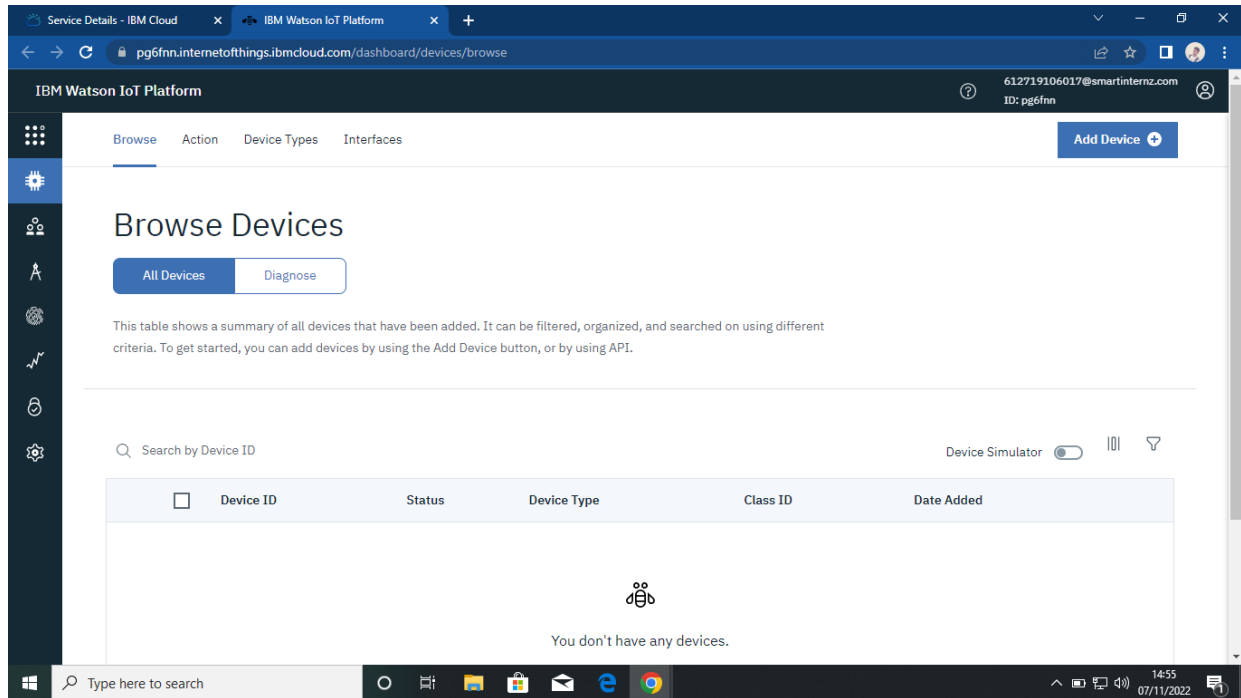 Service Details - IBM Cloud
IBM Watson IoT Platform
pg6fnn.internetofthings.ibmcloud.com/dashboard/devices/browse
IBM Watson IoT Platform
612719106017@smartinternz.com
ID: pg6fnn
Browse Action Device Types Interfaces
Add Device
Browse Devices
All Devices Diagnose
This table shows a summary of all devices that have been added. It can be filtered, organized, and searched on using different
criteria. To get started, you can add devices by using the Add Device button, or by using API.
Search by Device ID
Device Simulator
Device ID Status Device Type Class ID Date Added
You don't have any devices.
Type here to search
14:55
07/11/2022
1